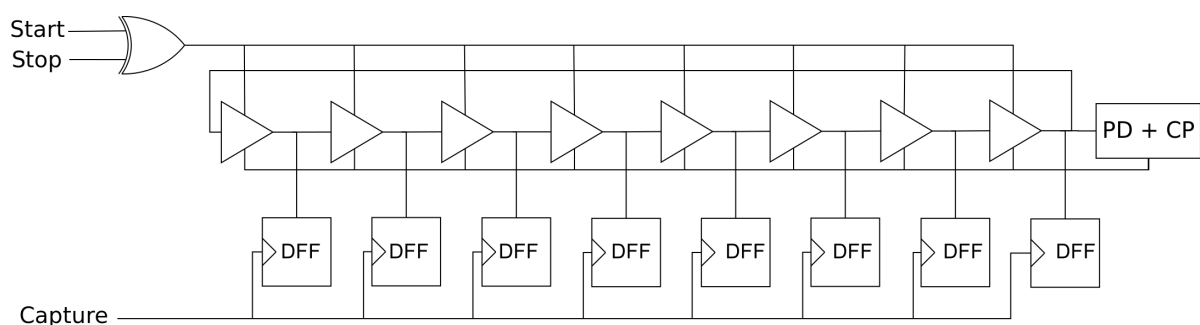 Start
Stop
PD + CP
DFF DFF DFF DFF DFF DFF DFF DFF
Capture